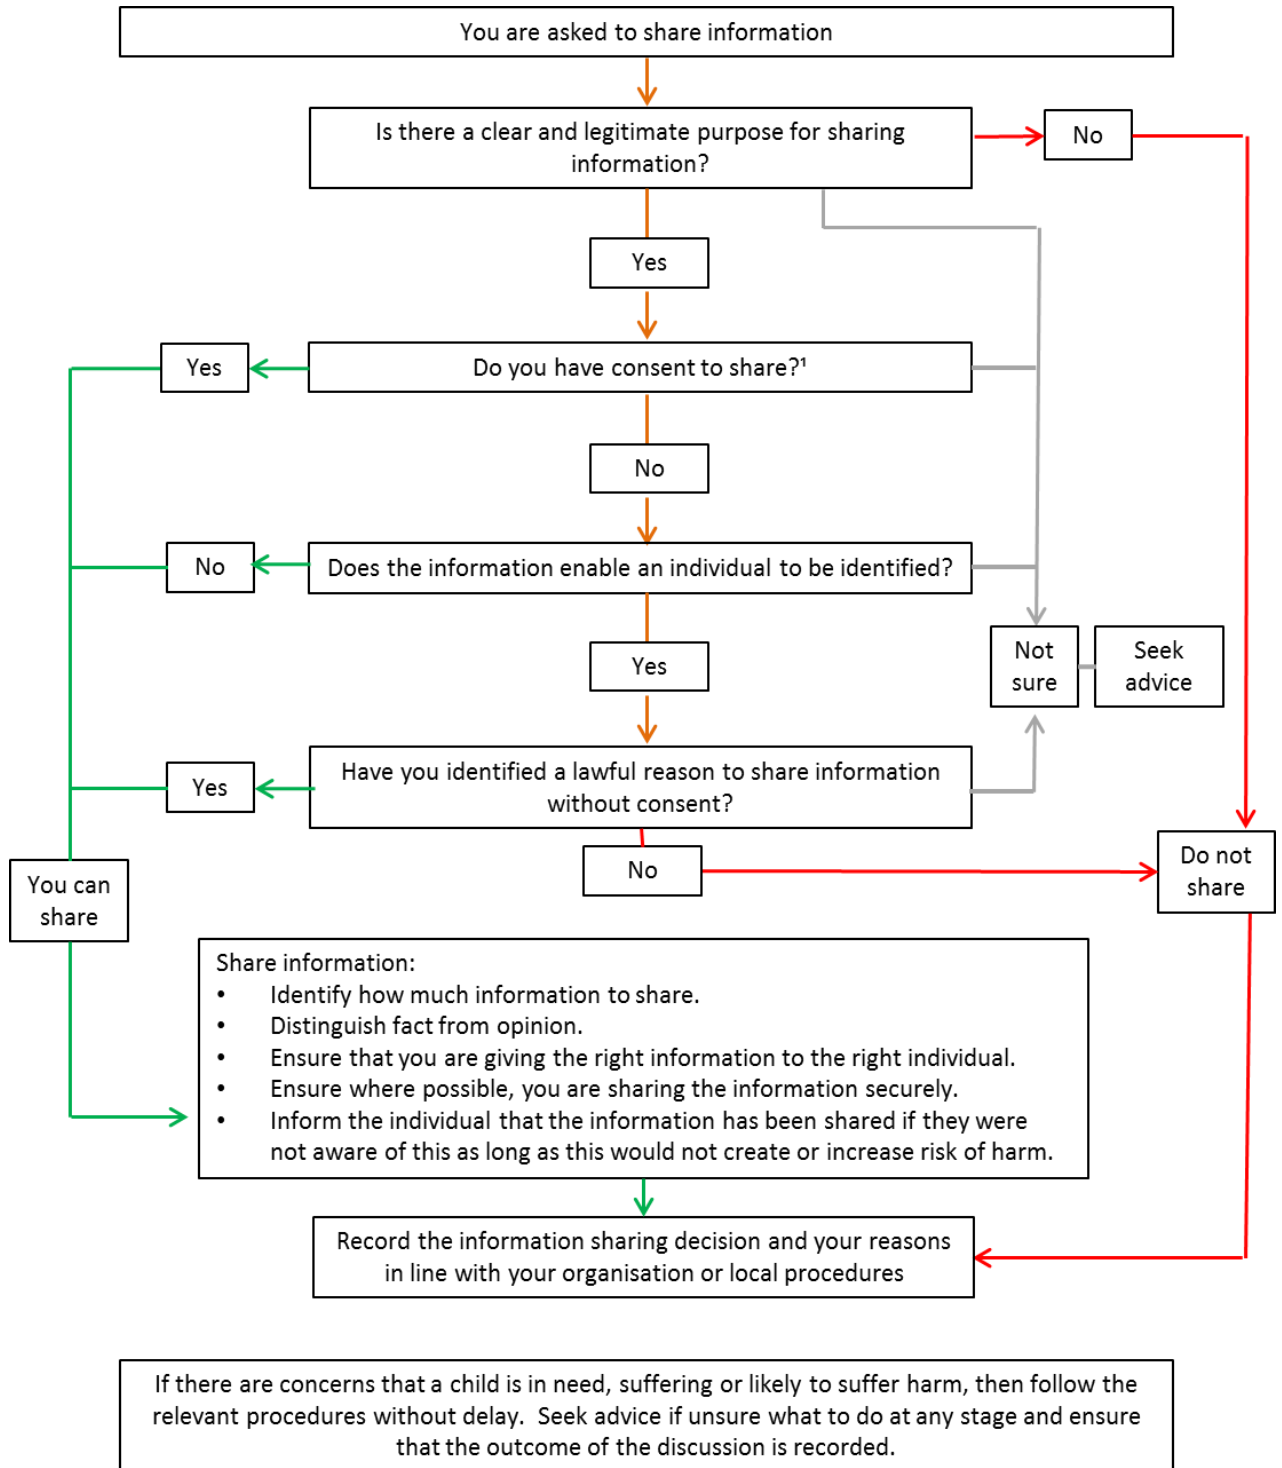 You are asked to share information
Is there a clear and legitimate purpose for sharing
information?
No
Yes
Yes
Do you have consent to share?¹
No
No
Does the information enable an individual to be identified?
Yes
Not
sure
Seek
advice
Yes
Have you identified a lawful reason to share information
without consent?
No
Do not
share
You can
share
Share information:
• Identify how much information to share.
• Distinguish fact from opinion.
• Ensure that you are giving the right information to the right individual.
• Ensure where possible, you are sharing the information securely.
• Inform the individual that the information has been shared if they were
not aware of this as long as this would not create or increase risk of harm.
Record the information sharing decision and your reasons
in line with your organisation or local procedures
If there are concerns that a child is in need, suffering or likely to suffer harm, then follow the
relevant procedures without delay.  Seek advice if unsure what to do at any stage and ensure
that the outcome of the discussion is recorded.